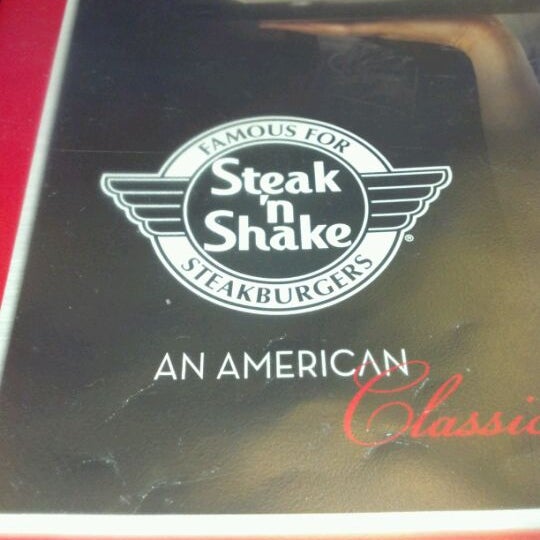 FAMOUS FOR
Steak
'n
Shake
STEAKBURGERS
®
AN AMERICAN
Classic